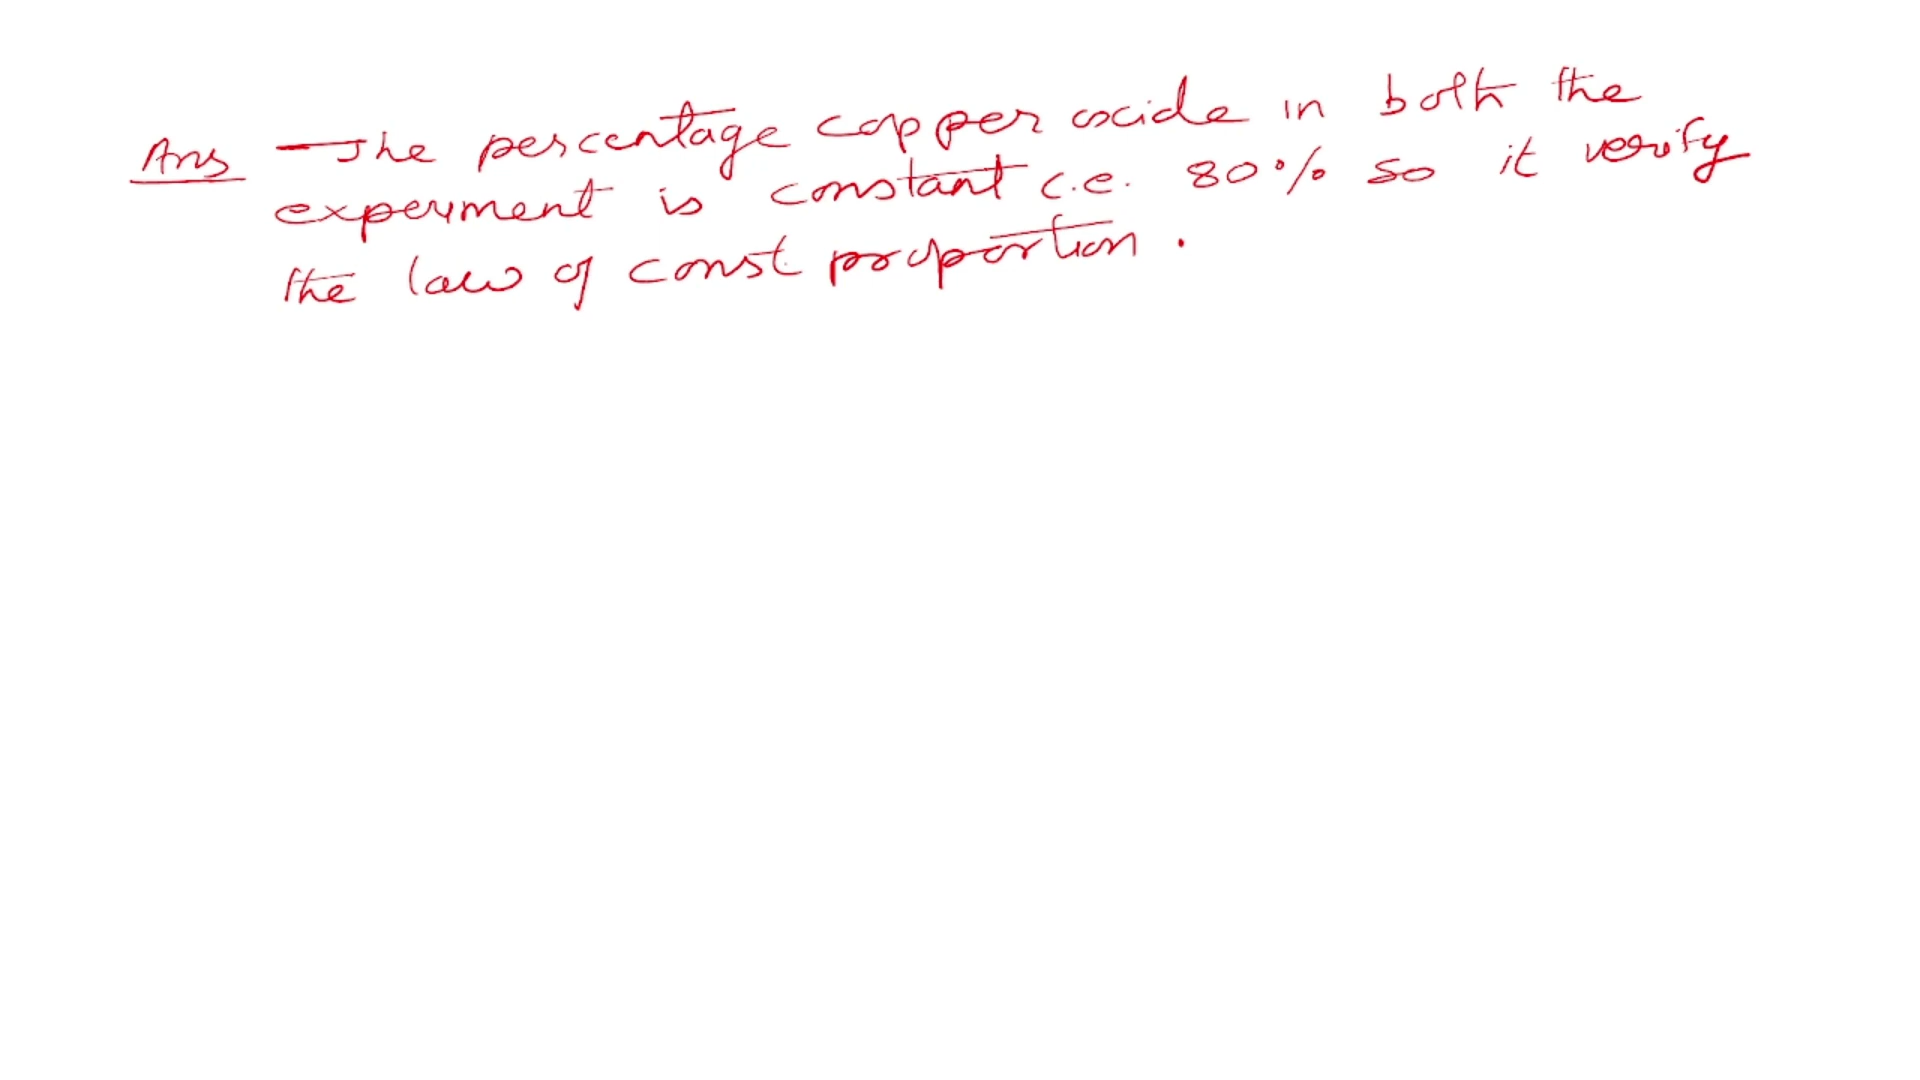 Ans - The percentage copper oxide in both the
experiment is constant i.e. 80% so it verify
the law of const proportion.